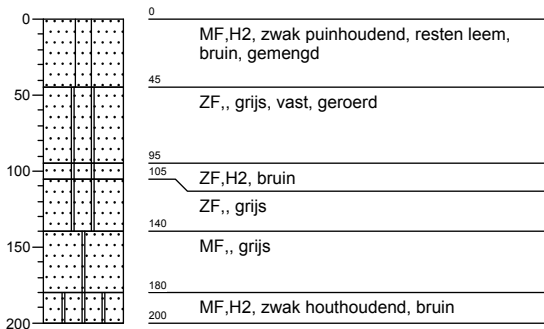 0
0
MF,H2, zwak puinhoudend, resten leem,
bruin, gemengd
45
50
ZF,, grijs, vast, geroerd
95
100
ZF,H2, bruin
105
ZF,, grijs
140
150
MF,, grijs
180
MF,H2, zwak houthoudend, bruin
200
200